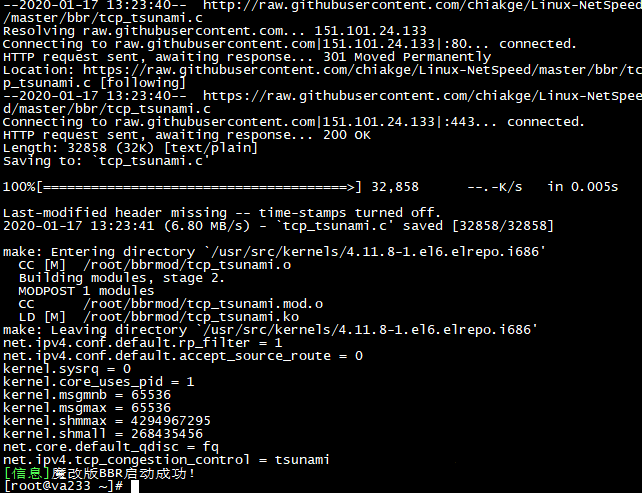 --2020-01-17 13:23:40--  http://raw.githubusercontent.com/chiakge/Linux-NetSpeed
/master/bbr/tcp_tsunami.c
Resolving raw.githubusercontent.com... 151.101.24.133
Connecting to raw.githubusercontent.com|151.101.24.133|:80... connected.
HTTP request sent, awaiting response... 301 Moved Permanently
Location: https://raw.githubusercontent.com/chiakge/Linux-NetSpeed/master/bbr/tc
p_tsunami.c [following]
--2020-01-17 13:23:40--  https://raw.githubusercontent.com/chiakge/Linux-NetSpee
d/master/bbr/tcp_tsunami.c
Connecting to raw.githubusercontent.com|151.101.24.133|:443... connected.
HTTP request sent, awaiting response... 200 OK
Length: 32858 (32K) [text/plain]
Saving to: `tcp_tsunami.c'
100%[======================================>] 32,858      --.-K/s   in 0.005s
Last-modified header missing -- time-stamps turned off.
2020-01-17 13:23:41 (6.80 MB/s) - `tcp_tsunami.c' saved [32858/32858]
make: Entering directory `/usr/src/kernels/4.11.8-1.el6.elrepo.i686'
  CC [M]  /root/bbrmod/tcp_tsunami.o
  Building modules, stage 2.
  MODPOST 1 modules
  CC      /root/bbrmod/tcp_tsunami.mod.o
  LD [M]  /root/bbrmod/tcp_tsunami.ko
make: Leaving directory `/usr/src/kernels/4.11.8-1.el6.elrepo.i686'
net.ipv4.conf.default.rp_filter = 1
net.ipv4.conf.default.accept_source_route = 0
kernel.sysrq = 0
kernel.core_uses_pid = 1
kernel.msgmnb = 65536
kernel.msgmax = 65536
kernel.shmmax = 4294967295
kernel.shmall = 268435456
net.core.default_qdisc = fq
net.ipv4.tcp_congestion_control = tsunami
[信息]魔改版BBR启动成功！
[root@va233 ~]#